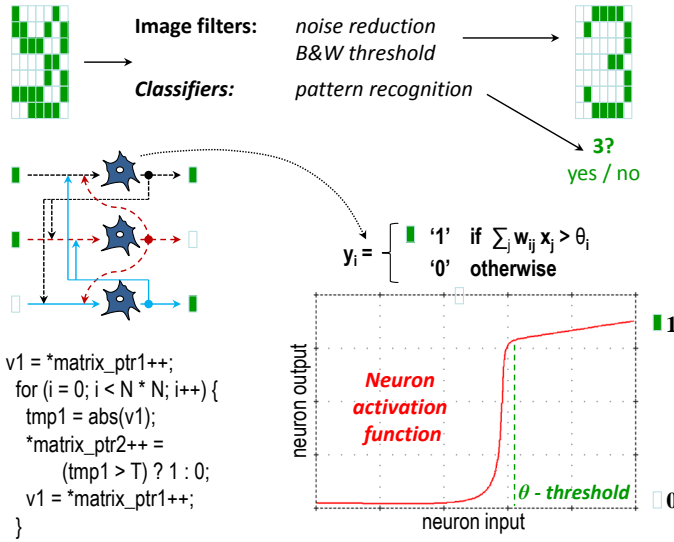 Image filters: noise reduction
B&W threshold
Classifiers: pattern recognition
3?
yes / no
yᵢ = '1' if ∑ⱼ wᵢⱼ xⱼ > θᵢ
'0' otherwise
v1 = *matrix_ptr1++;
for (i = 0; i < N * N; i++) {
tmp1 = abs(v1);
*matrix_ptr2++ =
(tmp1 > T) ? 1 : 0;
v1 = *matrix_ptr1++;
}
neuron output
1
Neuron
activation
function
θ - threshold
0
neuron input